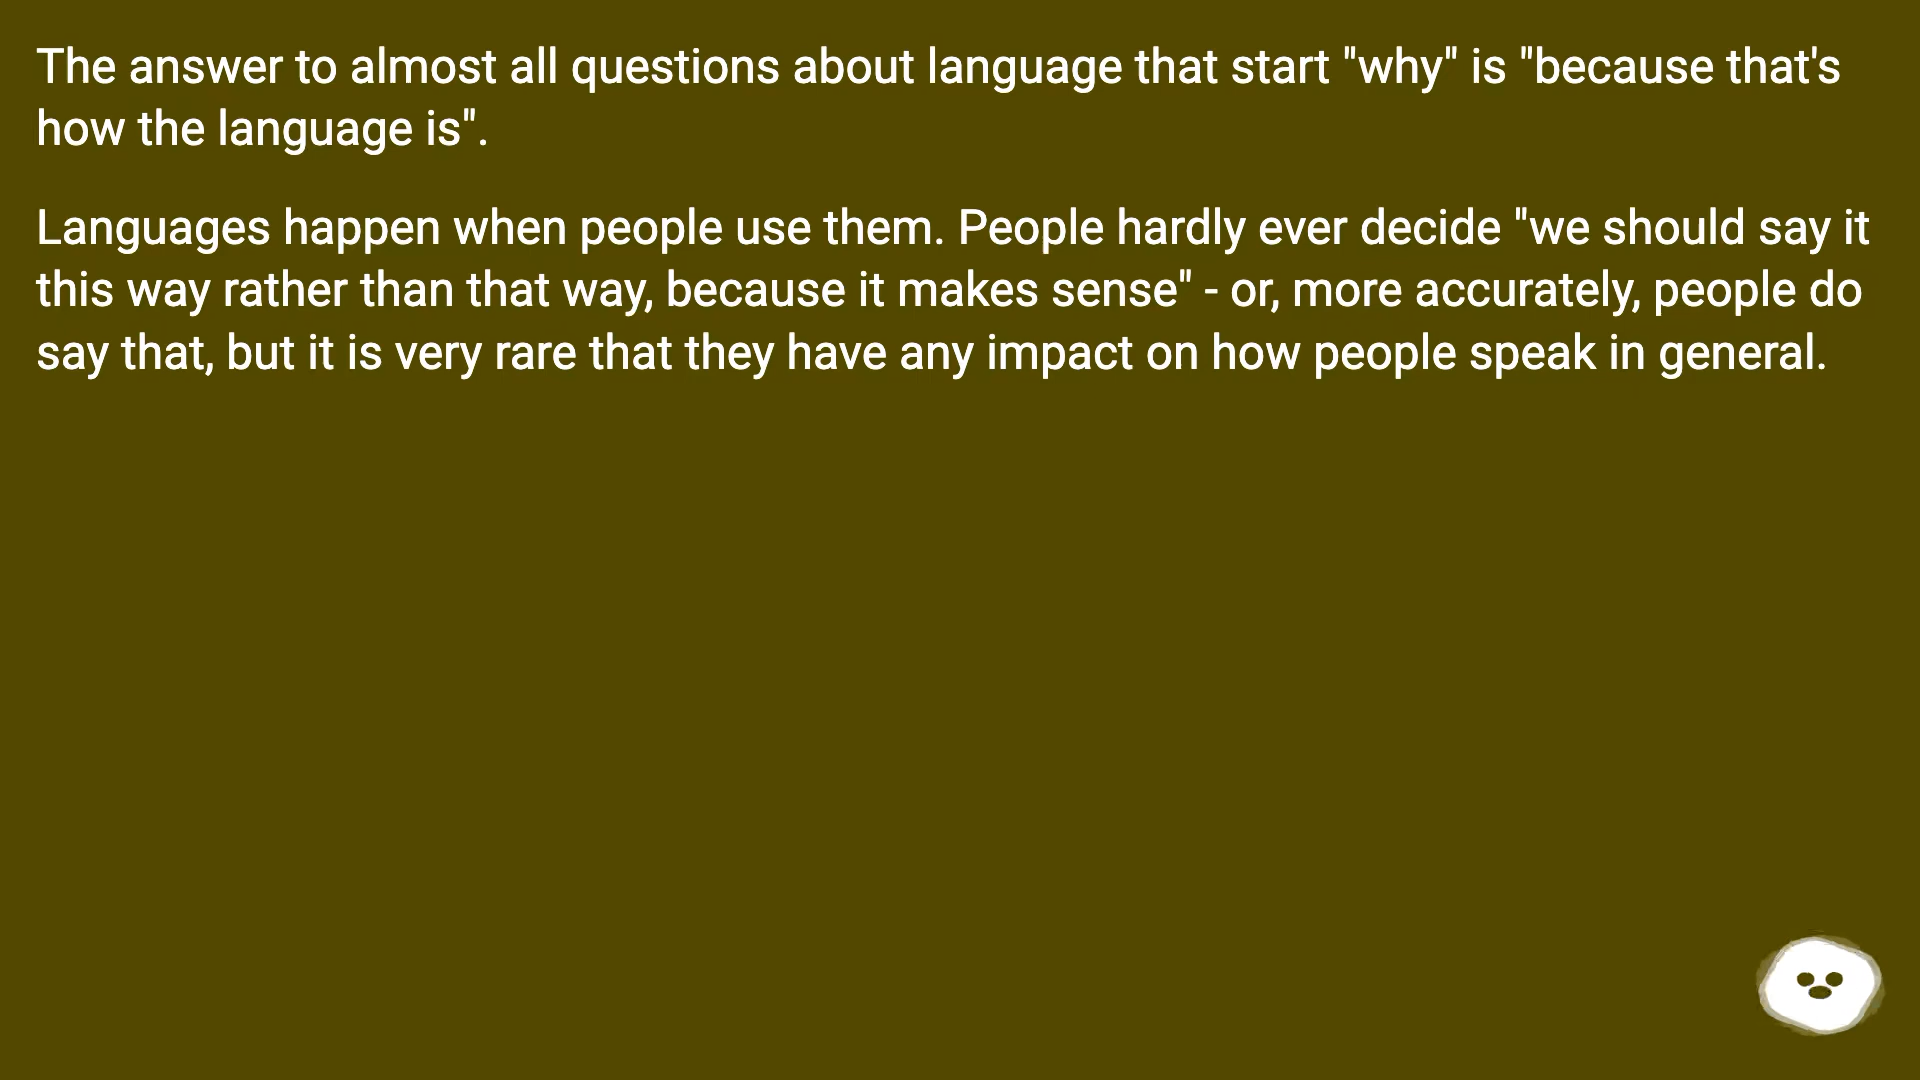 The answer to almost all questions about language that start "why" is "because that's
how the language is".
Languages happen when people use them. People hardly ever decide "we should say it
this way rather than that way, because it makes sense" - or, more accurately, people do
say that, but it is very rare that they have any impact on how people speak in general.